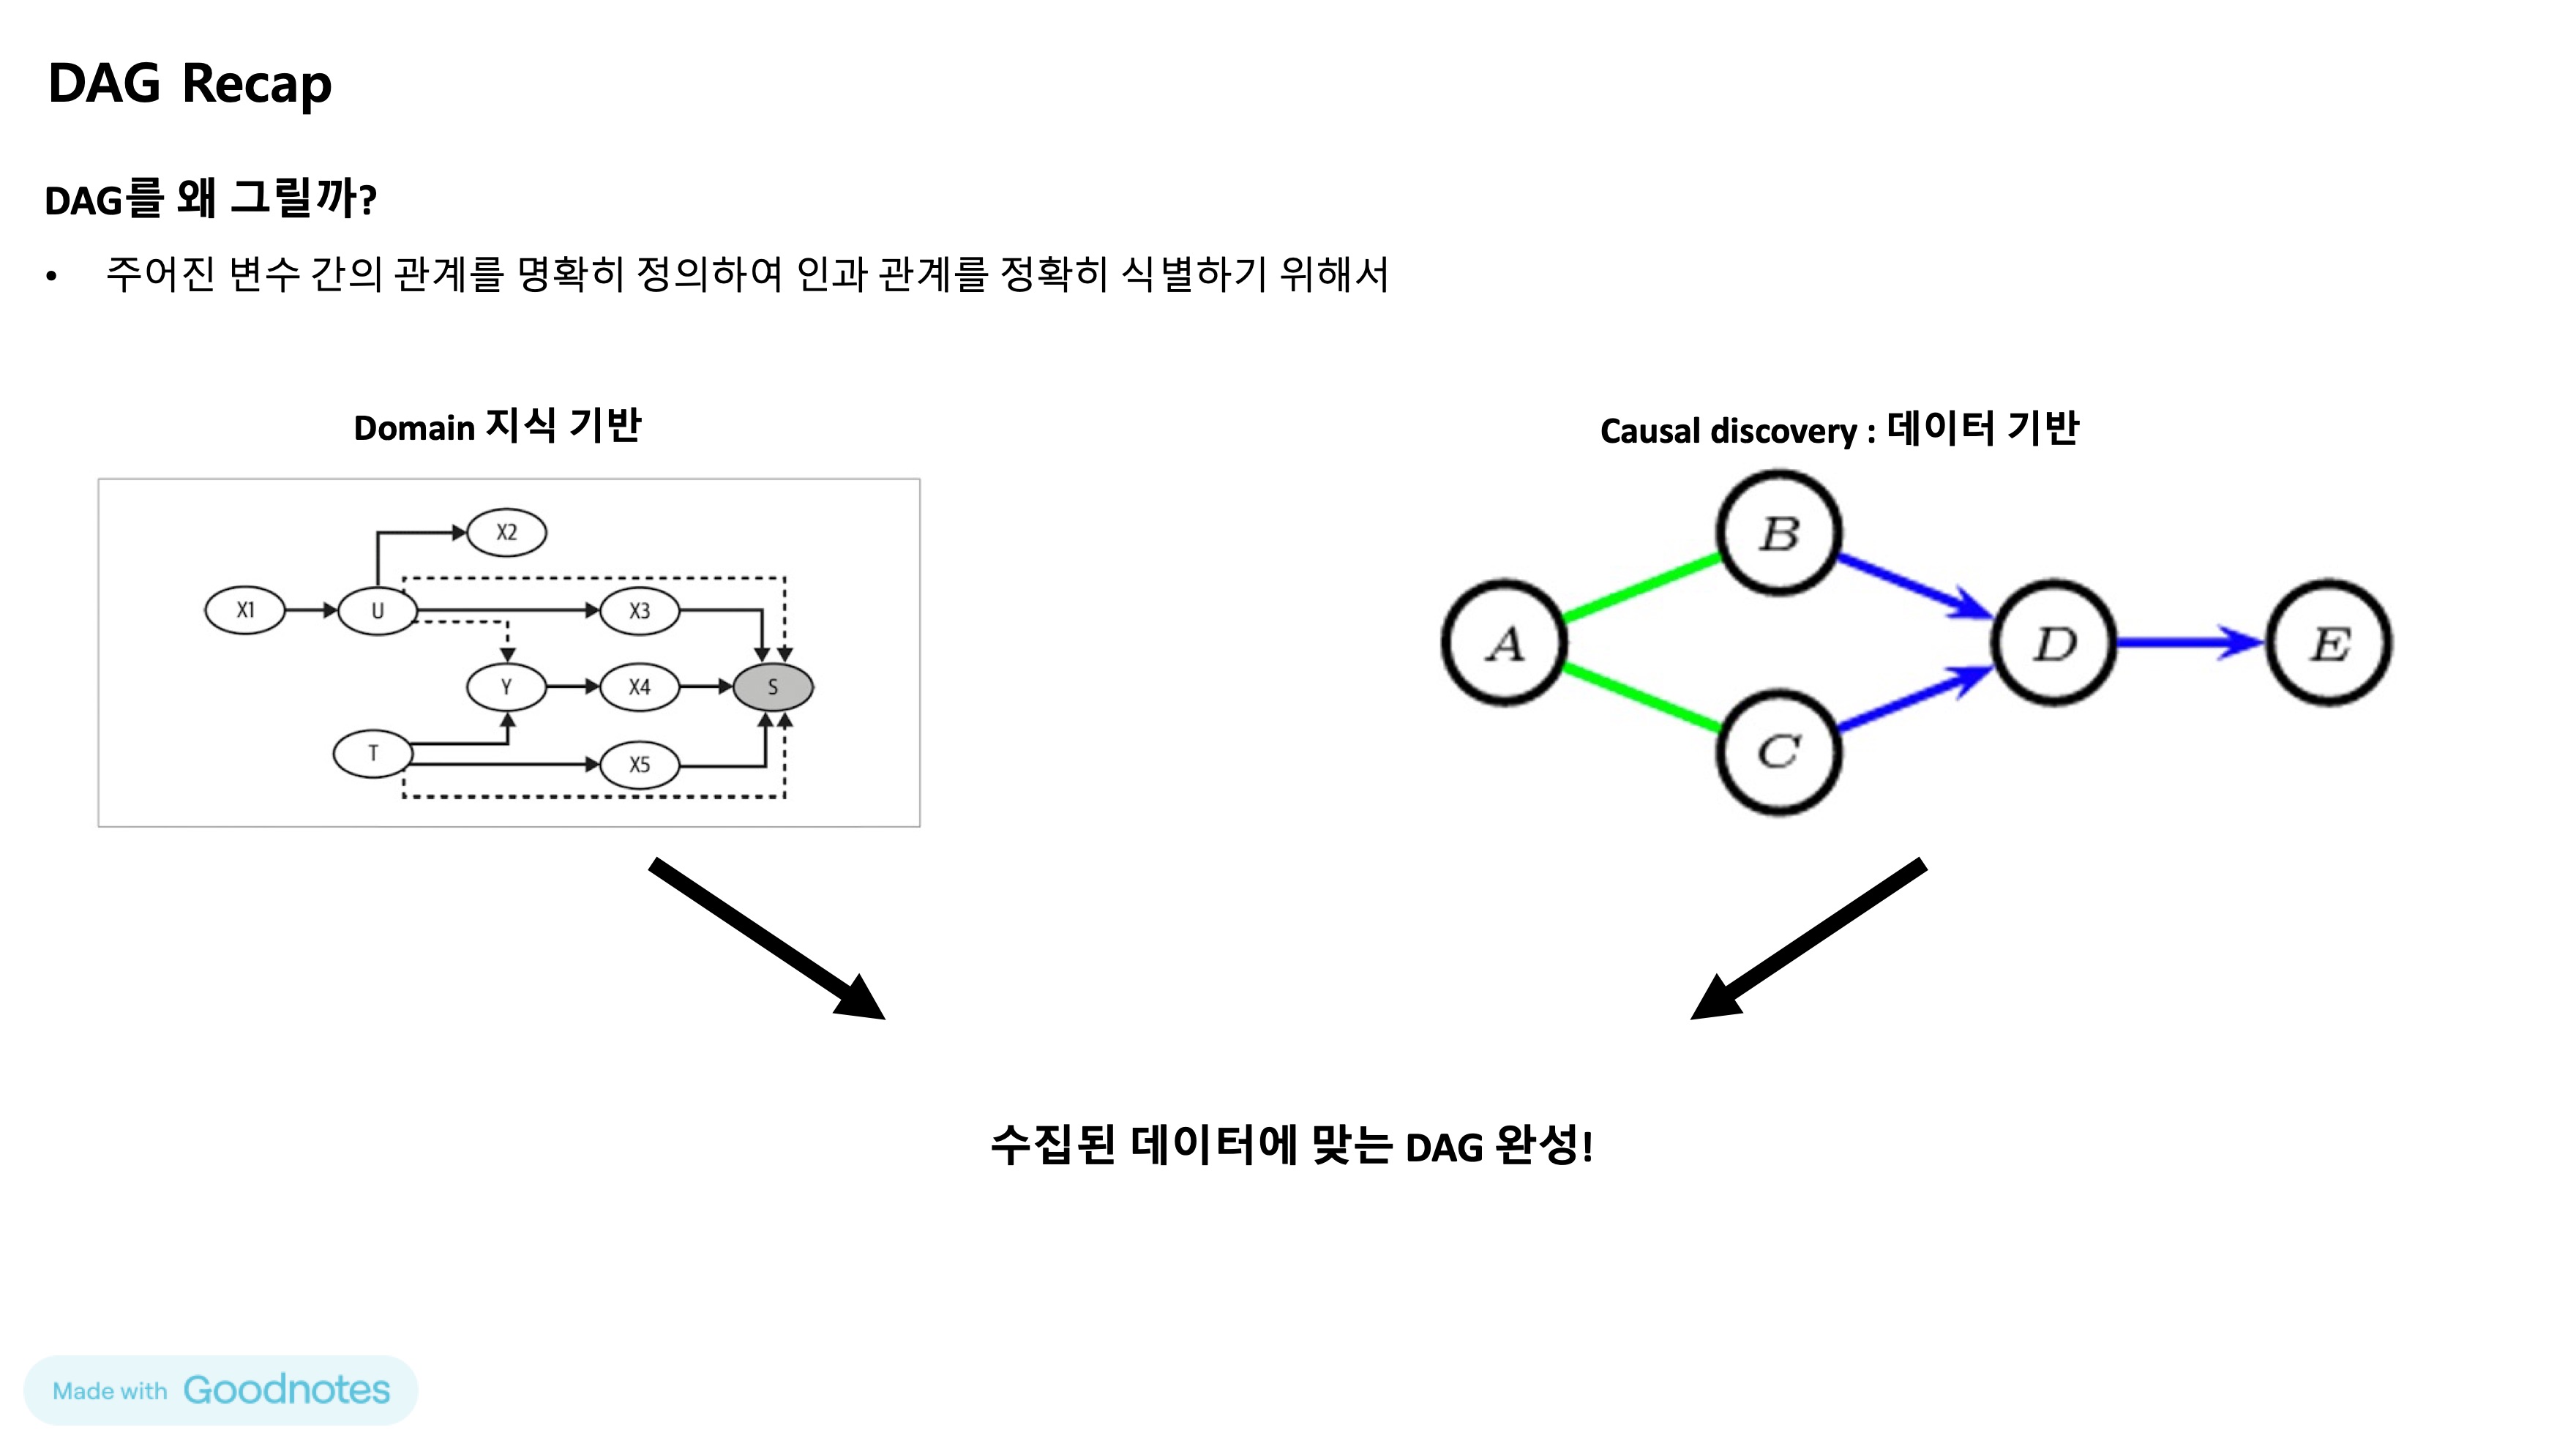 DAG Recap
DAG를 왜 그릴까?
• 주어진 변수 간의 관계를 명확히 정의하여 인과 관계를 정확히 식별하기 위해서
Domain 지식 기반
X2
X1
U
X3
Y
X4
S
T
X5
Causal discovery : 데이터 기반
B
A
D
E
C
수집된 데이터에 맞는 DAG 완성!
Made with Goodnotes